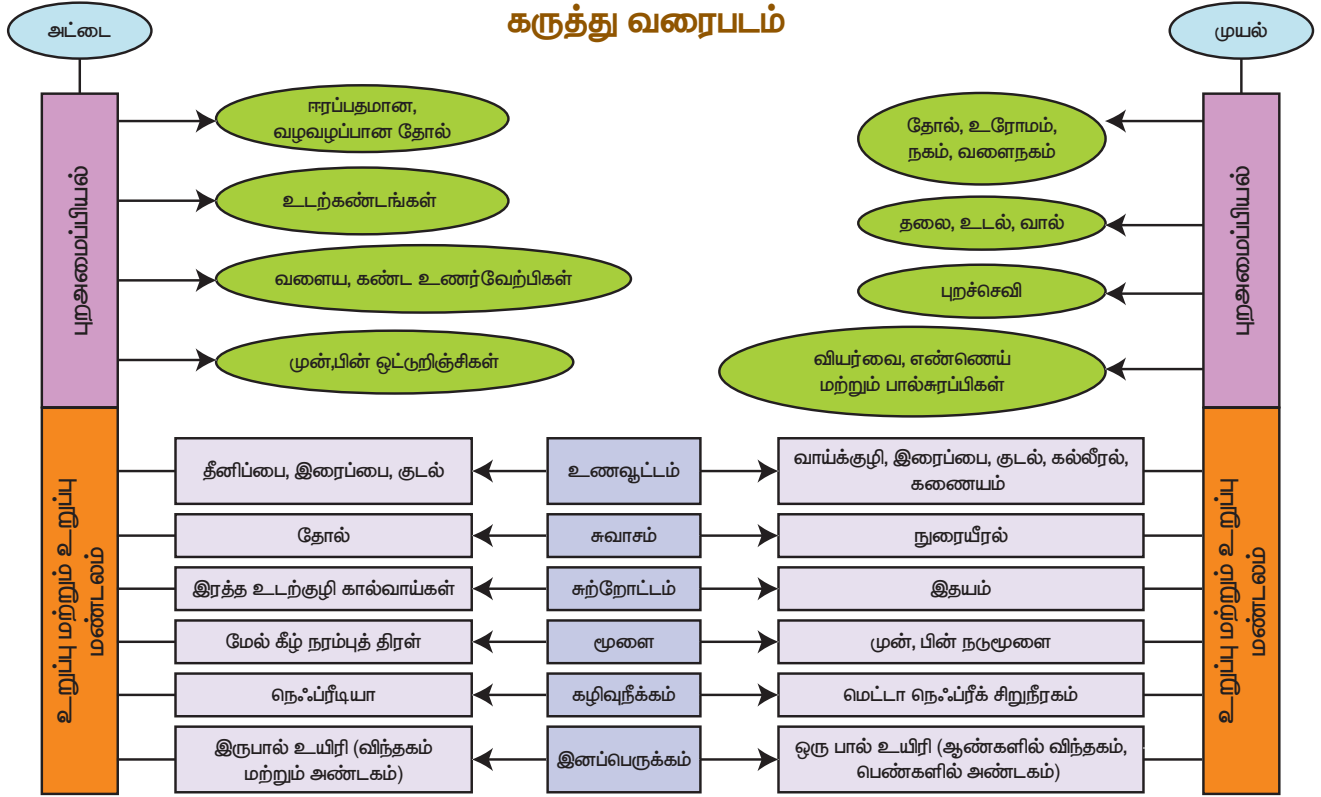 கருத்து வரைபடம்
அட்டை
முயல்
புறஅமைப்பியல்
ஈரப்பதமான,
வழவழப்பான தோல்
உடற்கண்டங்கள்
வளைய, கண்ட உணர்வேற்பிகள்
முன்,பின் ஒட்டுறிஞ்சிகள்
தோல், உரோமம்,
நகம், வளைநகம்
தலை, உடல், வால்
புறச்செவி
வியர்வை, எண்ணெய்
மற்றும் பால்சுரப்பிகள்
புறஅமைப்பியல்
உறுப்பு மற்றும் உறுப்பு
மண்டலம்
தீனிப்பை, இரைப்பை, குடல்
உணவூட்டம்
வாய்க்குழி, இரைப்பை, குடல், கல்லீரல்,
கணையம்
தோல்
சுவாசம்
நுரையீரல்
இரத்த உடற்குழி கால்வாய்கள்
சுற்றோட்டம்
இதயம்
மேல் கீழ் நரம்புத் திரள்
மூளை
முன், பின் நடுமூளை
நெஃப்ரீடியா
கழிவுநீக்கம்
மெட்டா நெஃப்ரீக் சிறுநீரகம்
இருபால் உயிரி (விந்தகம்
மற்றும் அண்டகம்)
இனப்பெருக்கம்
ஒரு பால் உயிரி (ஆண்களில் விந்தகம்,
பெண்களில் அண்டகம்)
உறுப்பு மற்றும் உறுப்பு
மண்டலம்